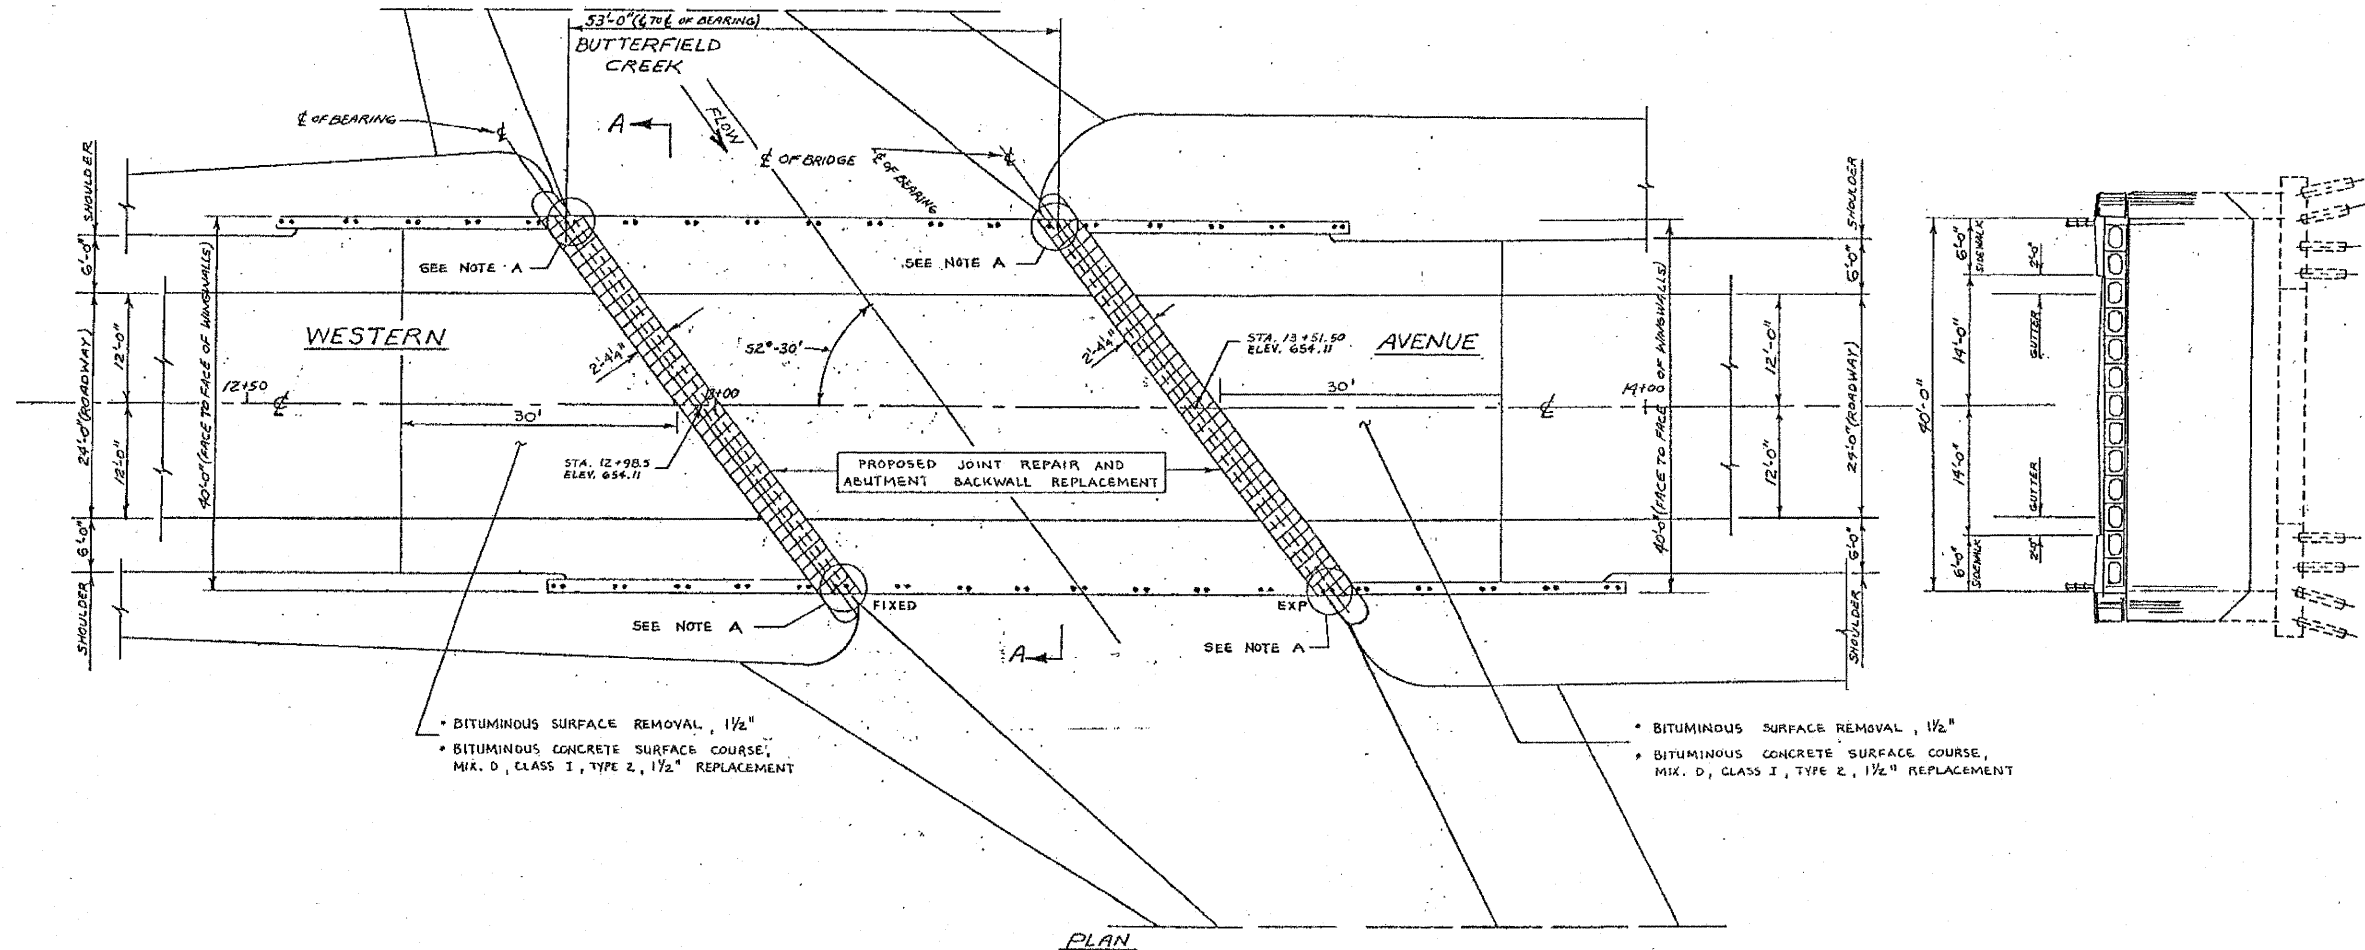 53'-0" (℄ TO ℄ OF BEARING)
BUTTERFIELD
CREEK
FLOW
℄ OF BEARING
℄
A
℄ OF BRIDGE
℄ OF BEARING
℄
SHOULDER
6'-0"
24'-0" (ROADWAY)
12'-0"
12'-0"
6'-0"
SHOULDER
40'-0" (FACE TO FACE OF WINGWALLS)
SEE NOTE A
SEE NOTE A
WESTERN
AVENUE
2'-4¼"
52°-30'
2'-4¼"
STA. 13+51.50
ELEV. 654.11
12+50
℄
30'
13+00
30'
℄
14+00
STA. 12+98.5
ELEV. 654.11
PROPOSED JOINT REPAIR AND
ABUTMENT BACKWALL REPLACEMENT
40'-0" (FACE TO FACE OF WINGWALLS)
12'-0"
12'-0"
SHOULDER
6'-0"
24'-0" (ROADWAY)
6'-0"
SHOULDER
40'-0"
6'-0"
SIDEWALK
2'-0"
14'-0"
GUTTER
14'-0"
GUTTER
6'-0"
SIDEWALK
2'-0"
FIXED
EXP
SEE NOTE A
A
SEE NOTE A
• BITUMINOUS SURFACE REMOVAL, 1½"
• BITUMINOUS CONCRETE SURFACE COURSE,
MIX. D, CLASS I, TYPE 2, 1½" REPLACEMENT
• BITUMINOUS SURFACE REMOVAL, 1½"
• BITUMINOUS CONCRETE SURFACE COURSE,
MIX. D, CLASS I, TYPE 2, 1½" REPLACEMENT
PLAN